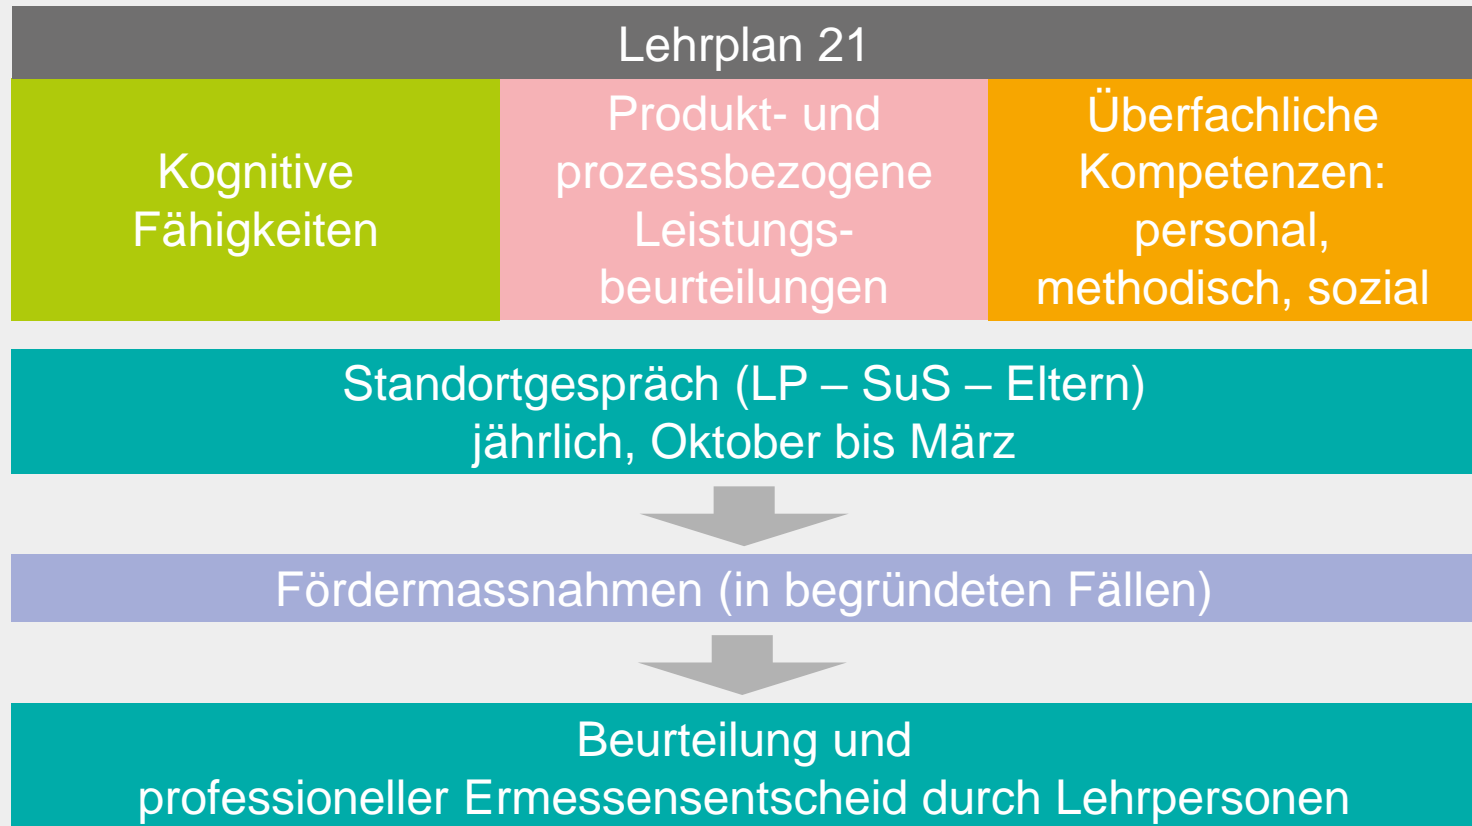 Lehrplan 21
Kognitive
Fähigkeiten
Produkt- und
prozessbezogene
Leistungs-
beurteilungen
Überfachliche
Kompetenzen:
personal,
methodisch, sozial
Standortgespräch (LP – SuS – Eltern)
jährlich, Oktober bis März
Fördermassnahmen (in begründeten Fällen)
Beurteilung und
professioneller Ermessensentscheid durch Lehrpersonen